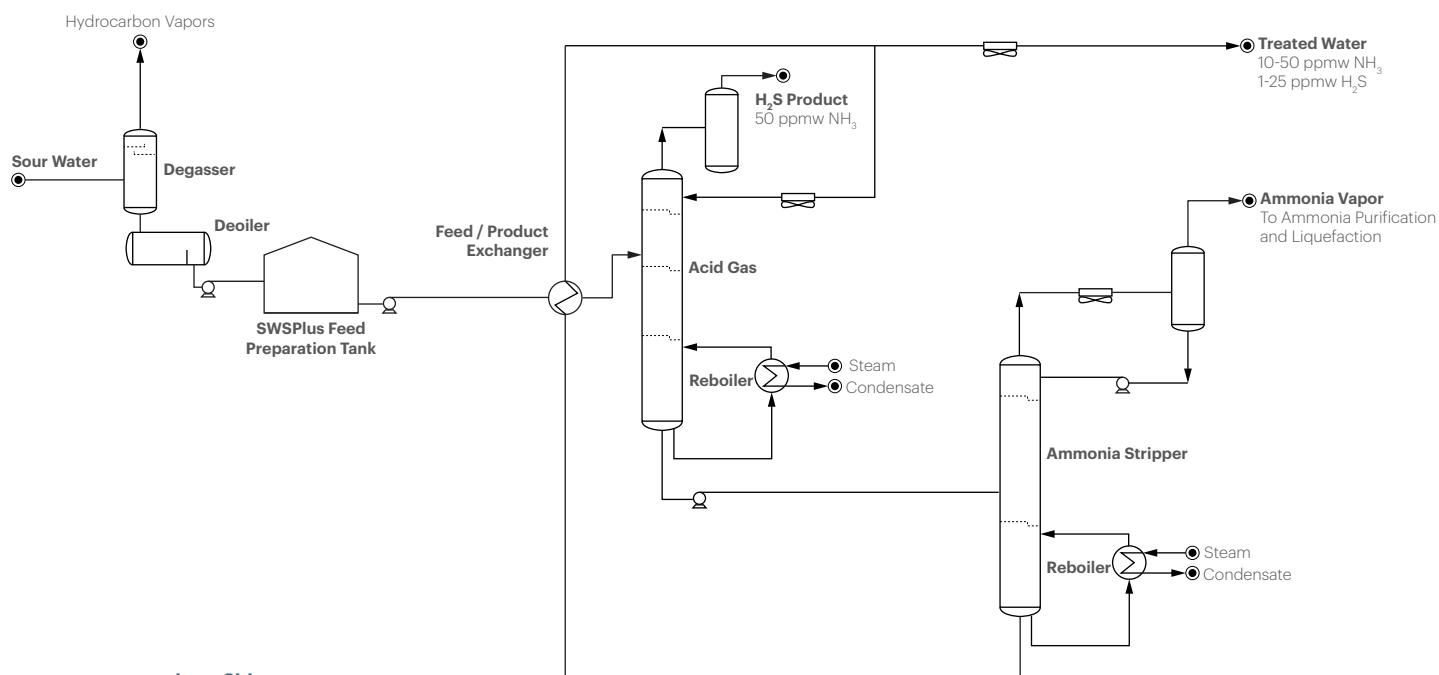 Hydrocarbon Vapors
Sour Water
Degasser
Deoiler
SWSPlus Feed
Preparation Tank
Feed / Product
Exchanger
H₂S Product
50 ppmw NH₃
Treated Water
10-50 ppmw NH₃
1-25 ppmw H₂S
Acid Gas
Reboiler
Steam
Condensate
Ammonia Vapor
To Ammonia Purification
and Liquefaction
Ammonia Stripper
Reboiler
Steam
Condensate